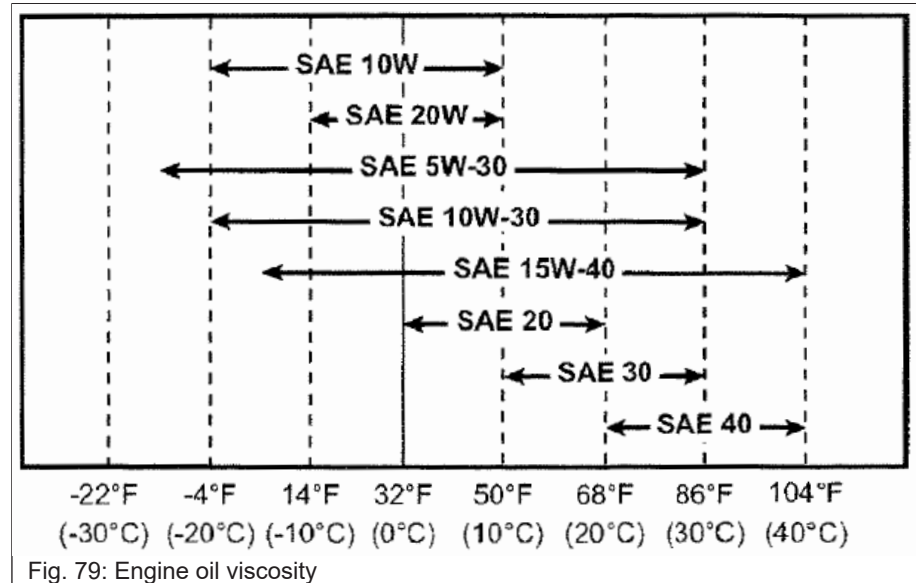 SAE 10W
SAE 20W
SAE 5W-30
SAE 10W-30
SAE 15W-40
SAE 20
SAE 30
SAE 40
-22°F -4°F 14°F 32°F 50°F 68°F 86°F 104°F
(-30°C) (-20°C) (-10°C) (0°C) (10°C) (20°C) (30°C) (40°C)
Fig. 79: Engine oil viscosity